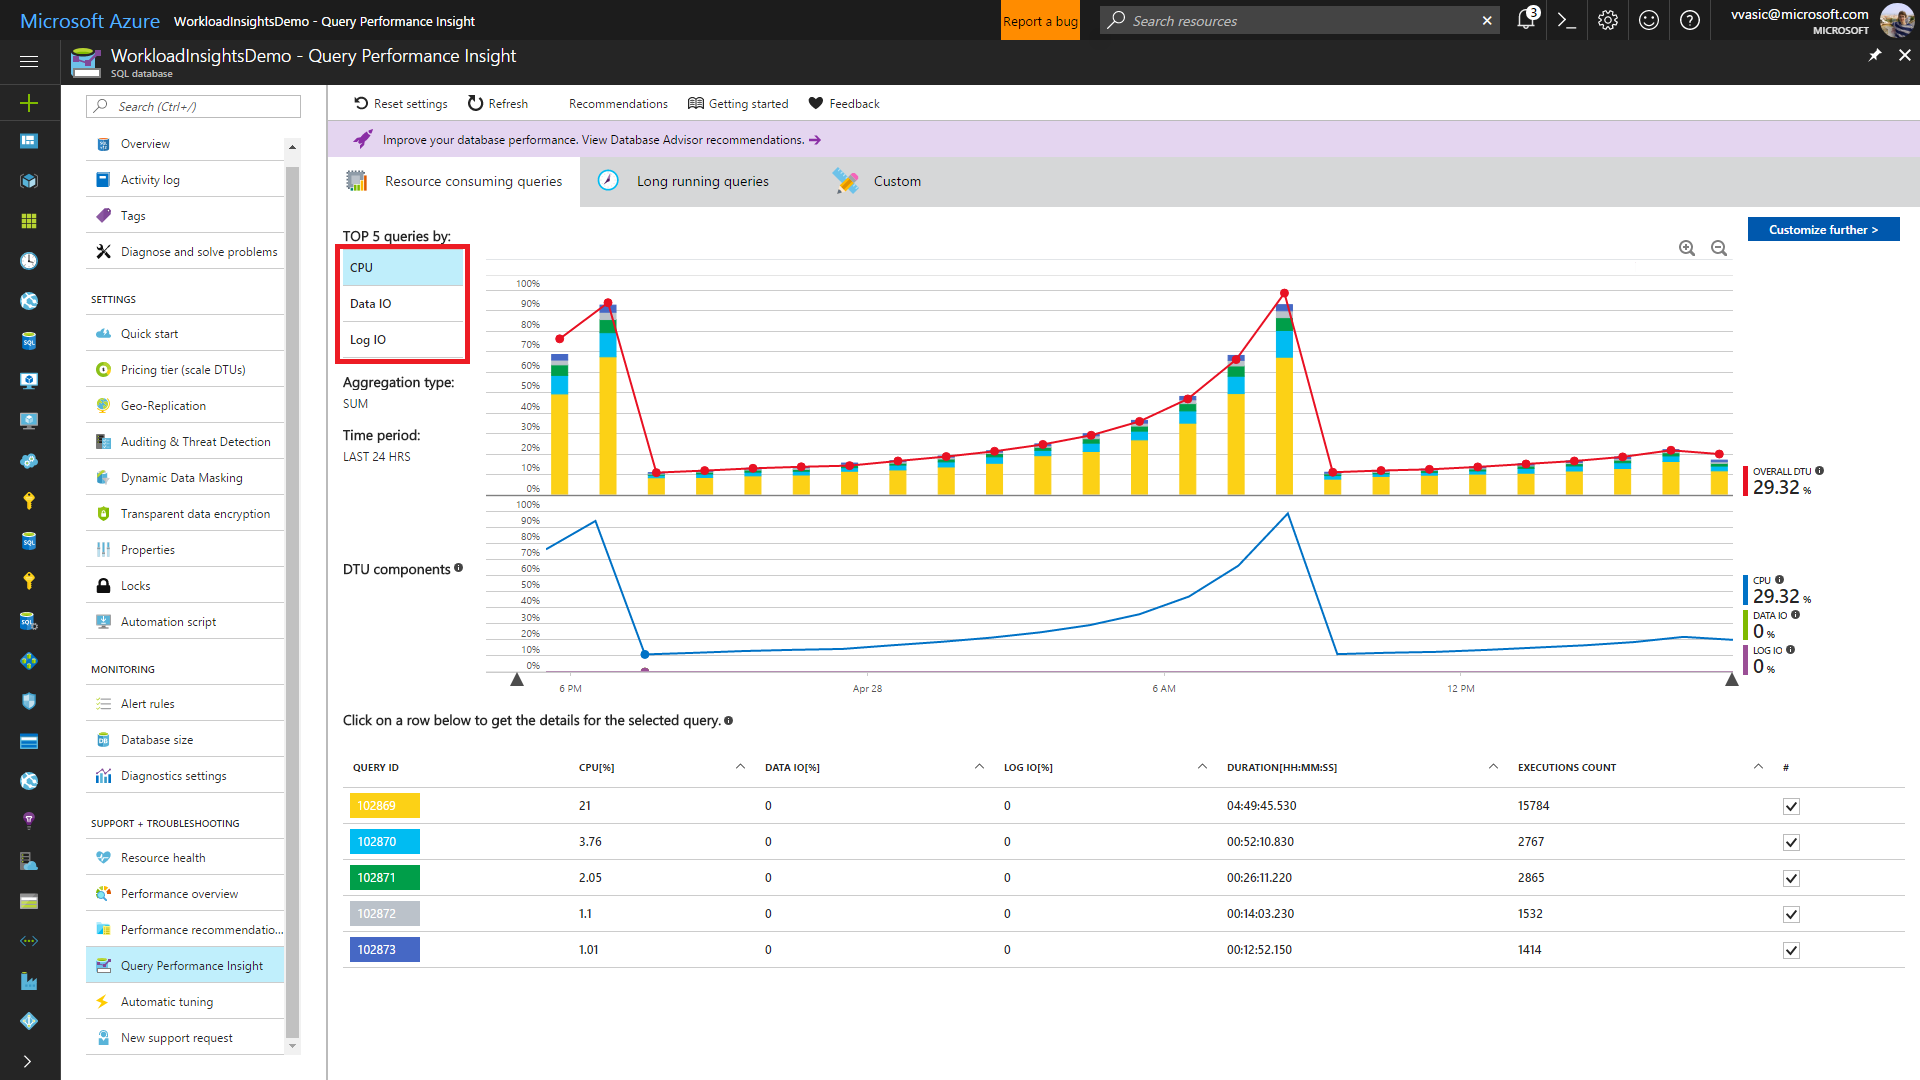 Microsoft Azure WorkloadInsightsDemo - Query Performance Insight
Report a bug
Search resources
3
vvasic@microsoft.com
MICROSOFT
WorkloadInsightsDemo - Query Performance Insight
SQL database
Search (Ctrl+/)
Overview
Activity log
Tags
Diagnose and solve problems
SETTINGS
Quick start
Pricing tier (scale DTUs)
Geo-Replication
Auditing & Threat Detection
Dynamic Data Masking
Transparent data encryption
Properties
Locks
Automation script
MONITORING
Alert rules
Database size
Diagnostics settings
SUPPORT + TROUBLESHOOTING
Resource health
Performance overview
Performance recommendatio...
Query Performance Insight
Automatic tuning
New support request
Reset settings Refresh Recommendations Getting started Feedback
Improve your database performance. View Database Advisor recommendations.
Resource consuming queries Long running queries Custom
TOP 5 queries by:
CPU
Data IO
Log IO
Aggregation type:
SUM
Time period:
LAST 24 HRS
Customize further >
100%
90%
80%
70%
60%
50%
40%
30%
20%
10%
0%
OVERALL DTU
29.32 %
DTU components
100%
90%
80%
70%
60%
50%
40%
30%
20%
10%
0%
6 PM Apr 28 6 AM 12 PM
CPU
29.32 %
DATA IO
0 %
LOG IO
0 %
Click on a row below to get the details for the selected query.
QUERY ID CPU[%] DATA IO[%] LOG IO[%] DURATION[HH:MM:SS] EXECUTIONS COUNT #
102869 21 0 0 04:49:45.530 15784
102870 3.76 0 0 00:52:10.830 2767
102871 2.05 0 0 00:26:11.220 2865
102872 1.1 0 0 00:14:03.230 1532
102873 1.01 0 0 00:12:52.150 1414